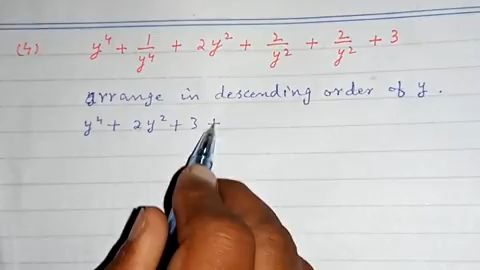 (4) y⁴ + 1/y⁴ + 2y² + 2/y² + 2/y² + 3
Arrange in descending order of y.
y⁴ + 2y² + 3 +